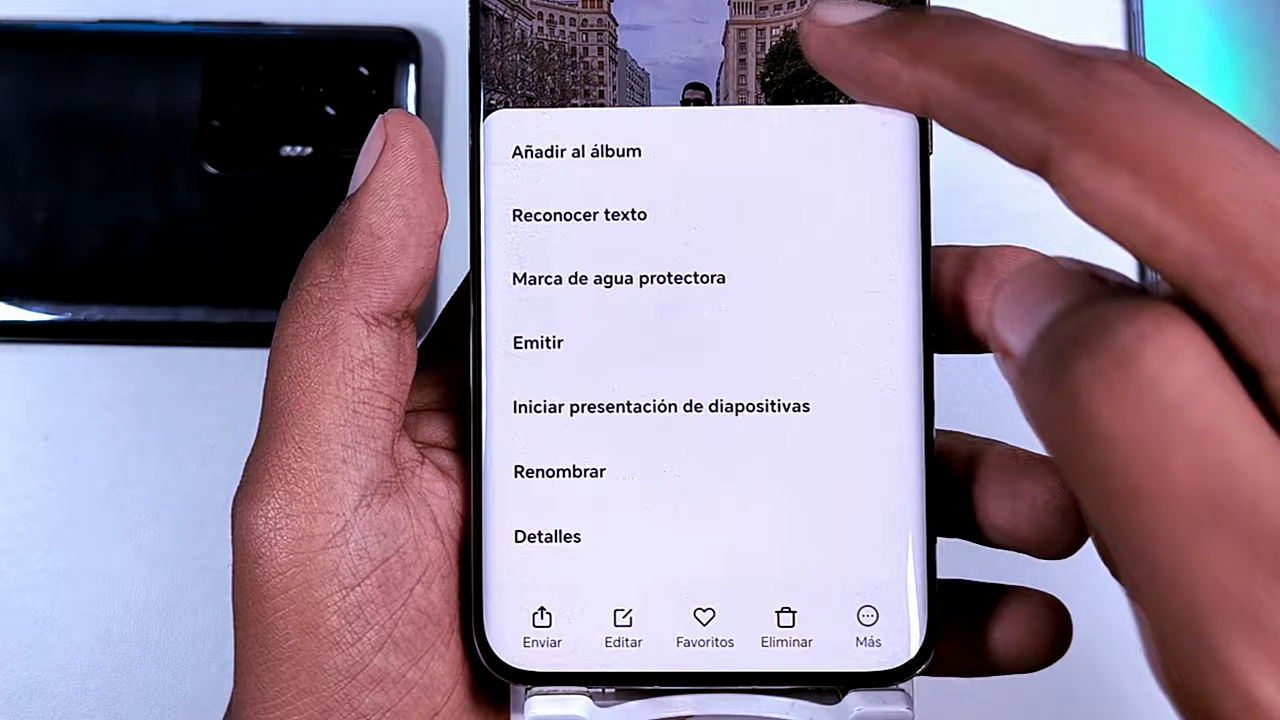 Añadir al álbum
Reconocer texto
Marca de agua protectora
Emitir
Iniciar presentación de diapositivas
Renombrar
Detalles
Enviar
Editar
Favoritos
Eliminar
Más